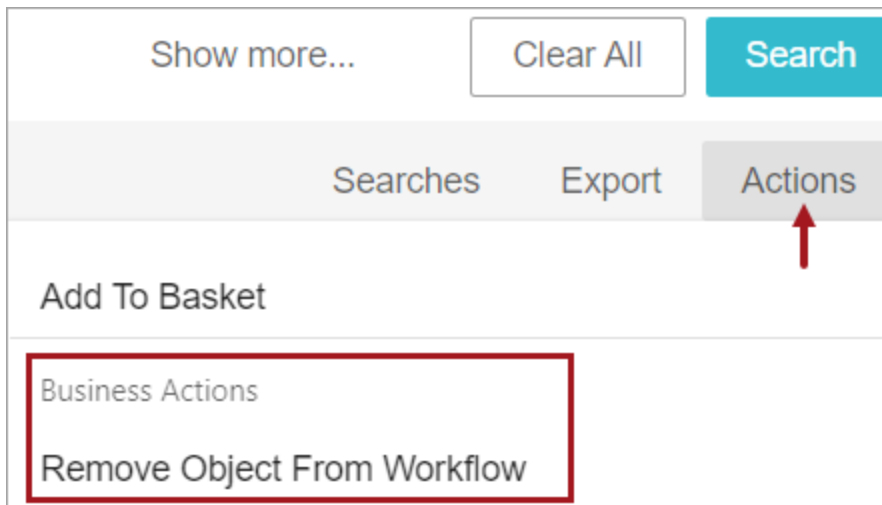 Show more... Clear All Search
Searches Export Actions
Add To Basket
Business Actions
Remove Object From Workflow